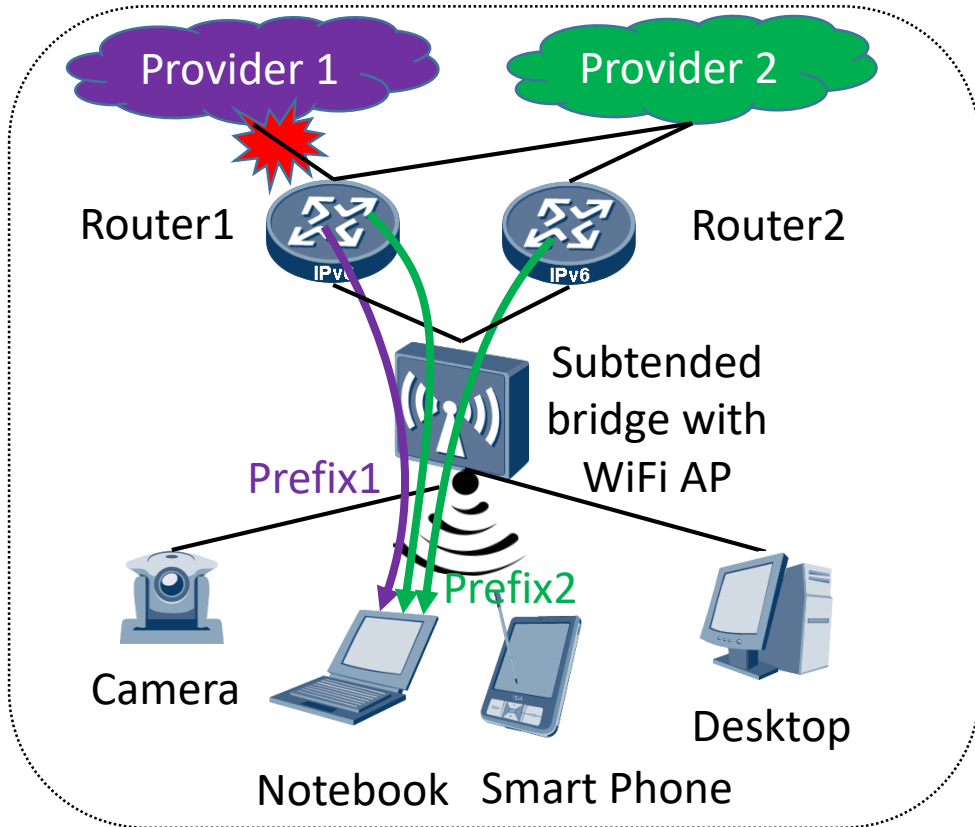 Provider 1
Provider 2
Router1
Router2
IPv6
IPv6
Subtended
bridge with
WiFi AP
Prefix1
Prefix2
Camera
Desktop
Notebook
Smart Phone